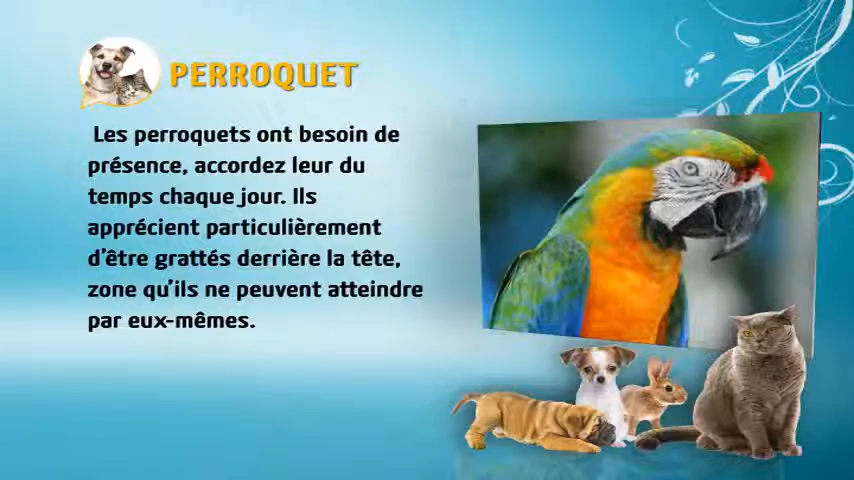 PERROQUET
Les perroquets ont besoin de
présence, accordez leur du
temps chaque jour. Ils
apprécient particulièrement
d'être grattés derrière la tête,
zone qu'ils ne peuvent atteindre
par eux-mêmes.